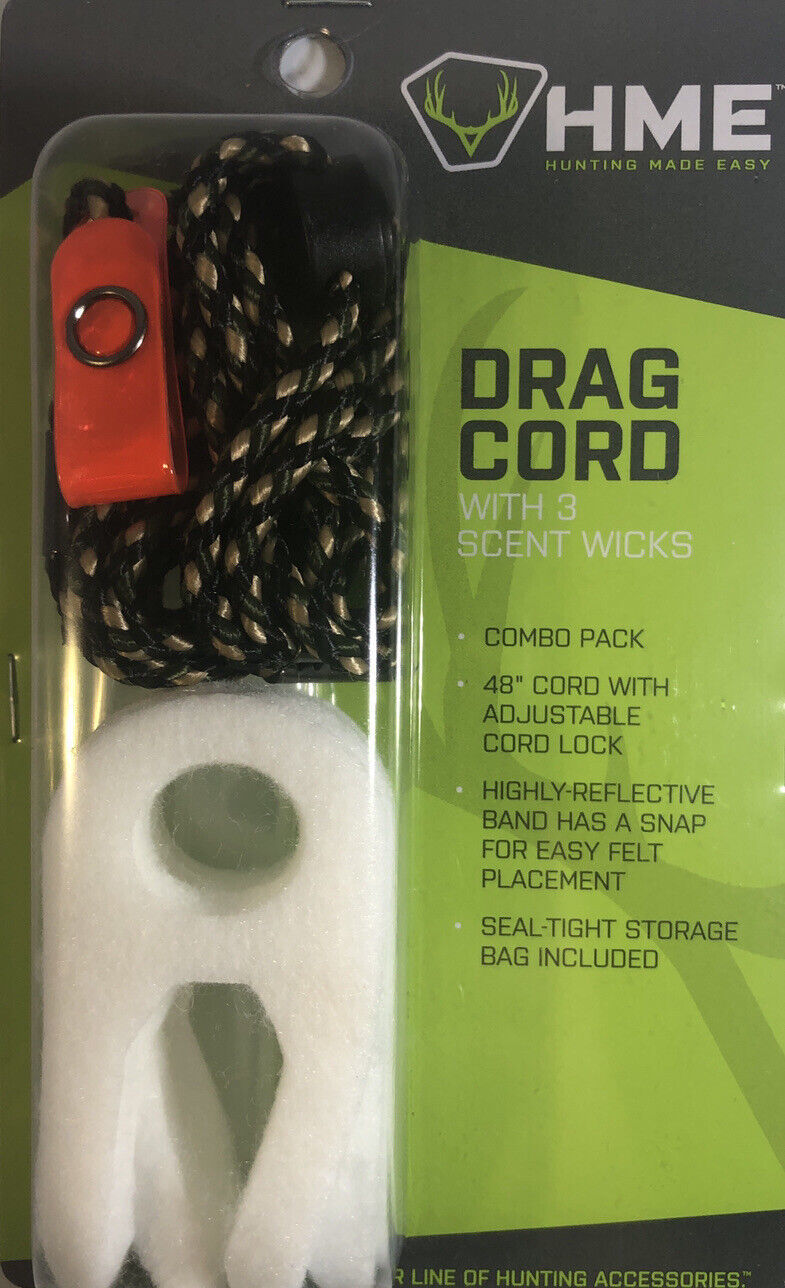 HME™
HUNTING MADE EASY
DRAG
CORD
WITH 3
SCENT WICKS
• COMBO PACK
• 48" CORD WITH
ADJUSTABLE
CORD LOCK
• HIGHLY-REFLECTIVE
BAND HAS A SNAP
FOR EASY FELT
PLACEMENT
• SEAL-TIGHT STORAGE
BAG INCLUDED
LINE OF HUNTING ACCESSORIES.™